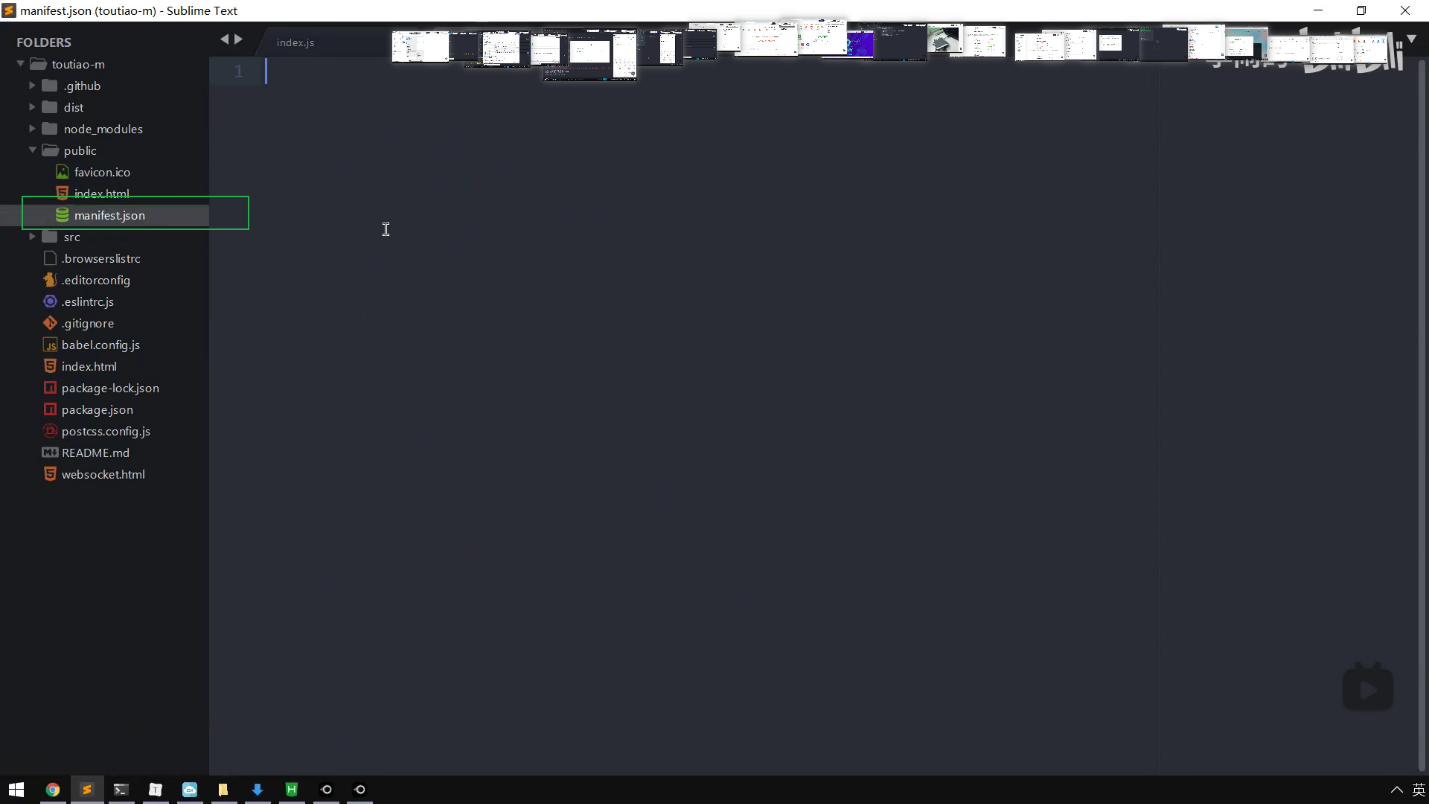 manifest.json (toutiao-m) - Sublime Text
FOLDERS
index.js
toutiao-m
1
.github
dist
node_modules
public
favicon.ico
index.html
manifest.json
src
.browserslistrc
.editorconfig
.eslintrc.js
.gitignore
babel.config.js
index.html
package-lock.json
package.json
postcss.config.js
README.md
websocket.html
英